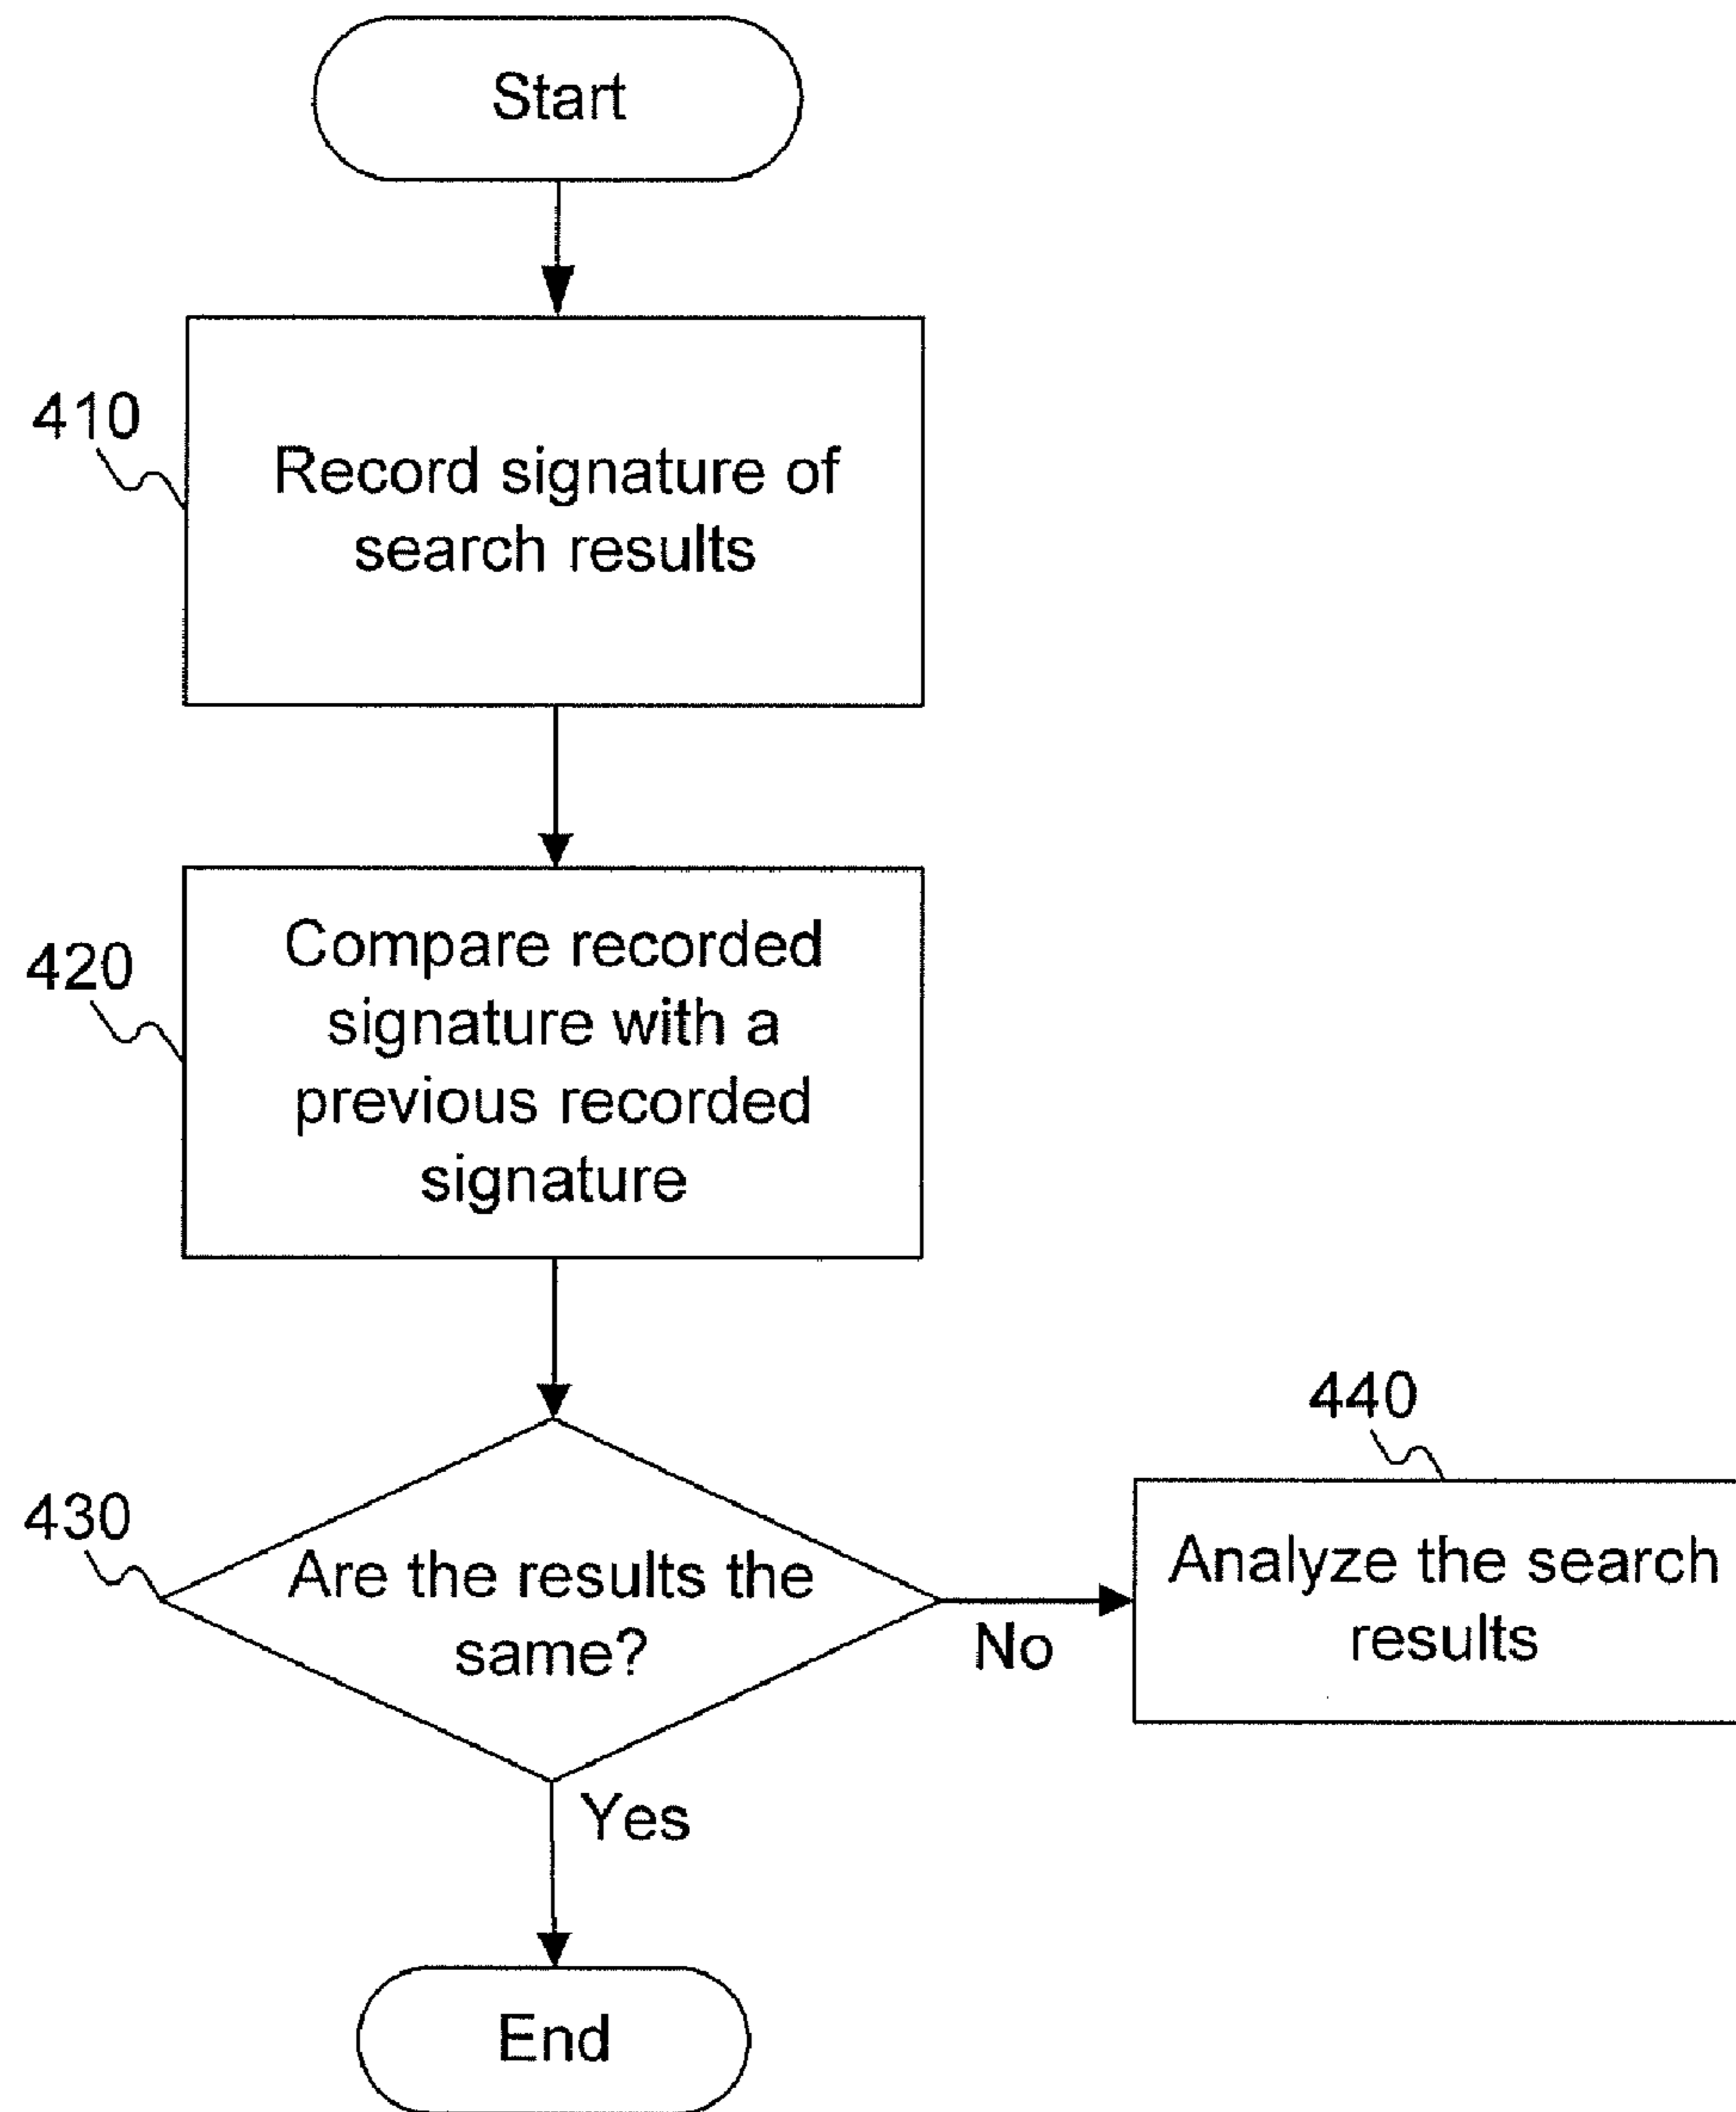 Start
410
Record signature of
search results
420
Compare recorded
signature with a
previous recorded
signature
430
Are the results the
same?
No
440
Analyze the search
results
Yes
End